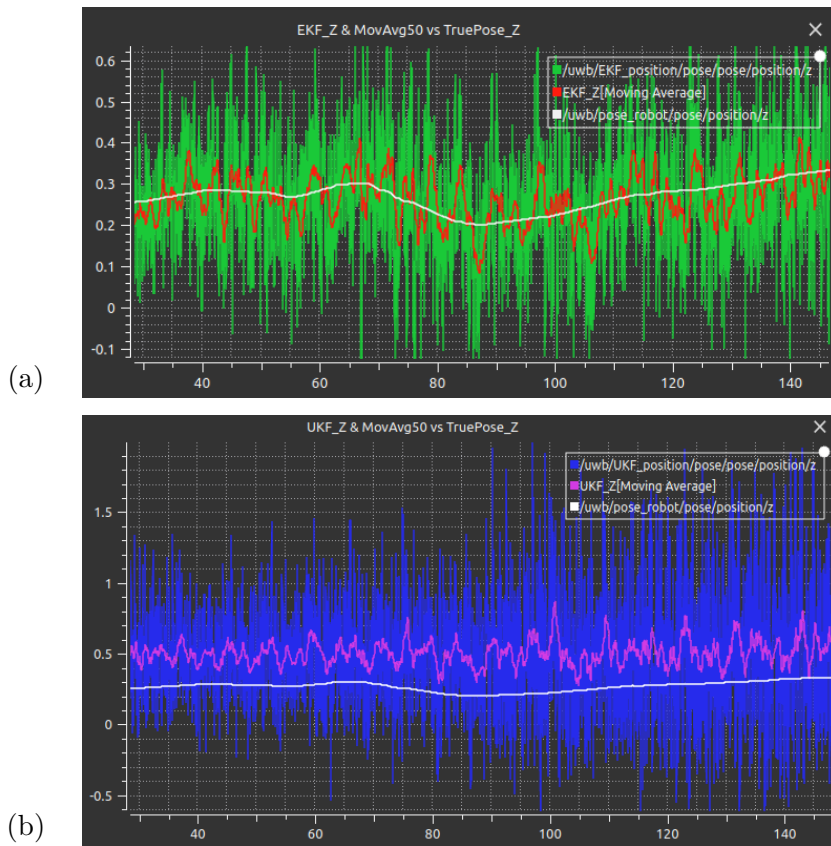 EKF_Z & MovAvg50 vs TruePose_Z
/uwb/EKF_position/pose/pose/position/z
EKF_Z[Moving Average]
/uwb/pose_robot/pose/position/z
0.6
0.5
0.4
0.3
0.2
0.1
0
-0.1
40 60 80 100 120 140
(a)
UKF_Z & MovAvg50 vs TruePose_Z
/uwb/UKF_position/pose/pose/position/z
UKF_Z[Moving Average]
/uwb/pose_robot/pose/position/z
1.5
1
0.5
0
-0.5
40 60 80 100 120 140
(b)